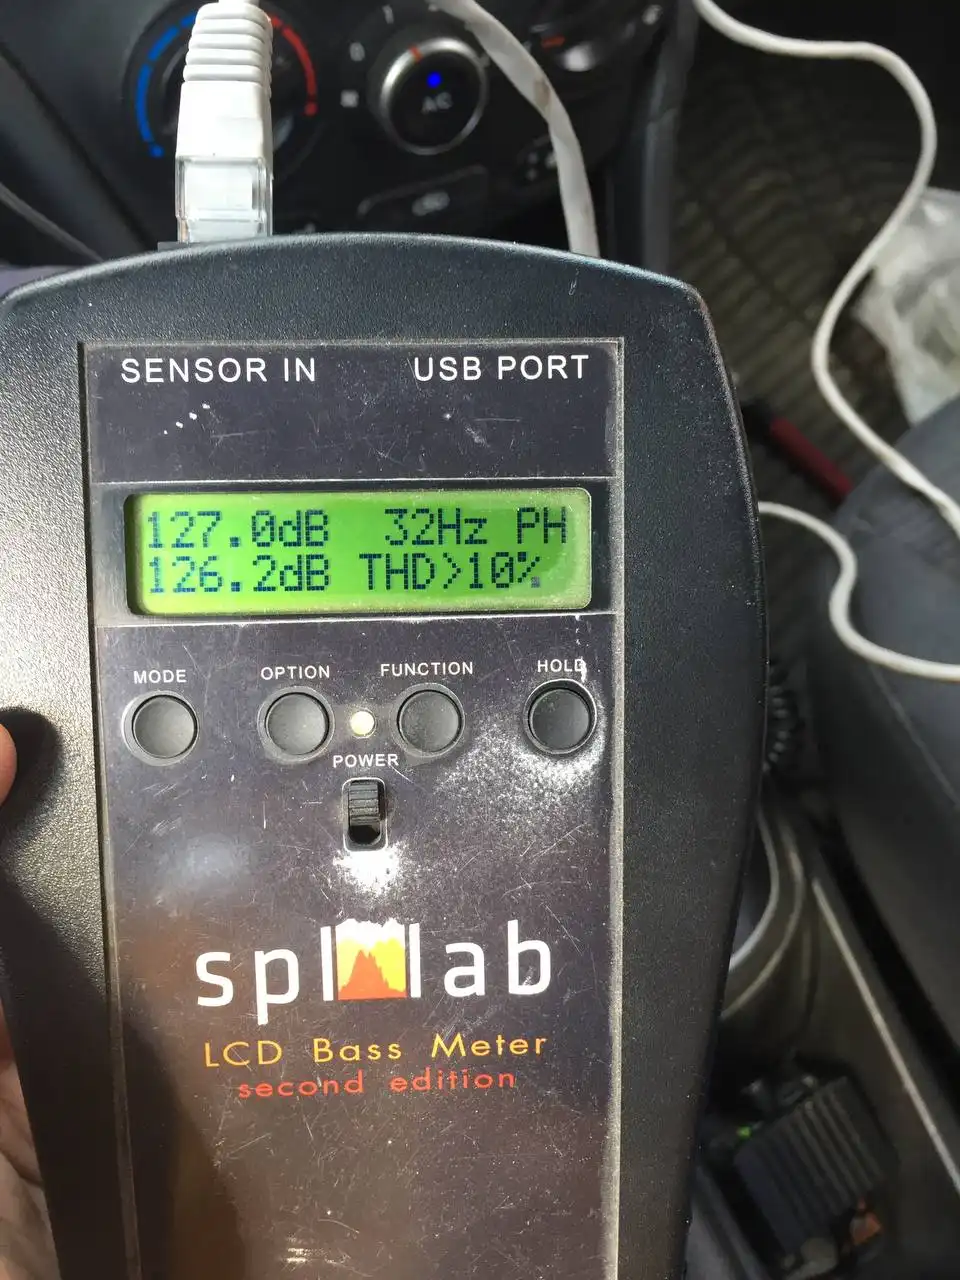 AC
SENSOR IN USB PORT
127.0dB 32Hz PH
126.2dB THD>10%
MODE OPTION FUNCTION HOLD
POWER
spl lab
LCD Bass Meter
second edition